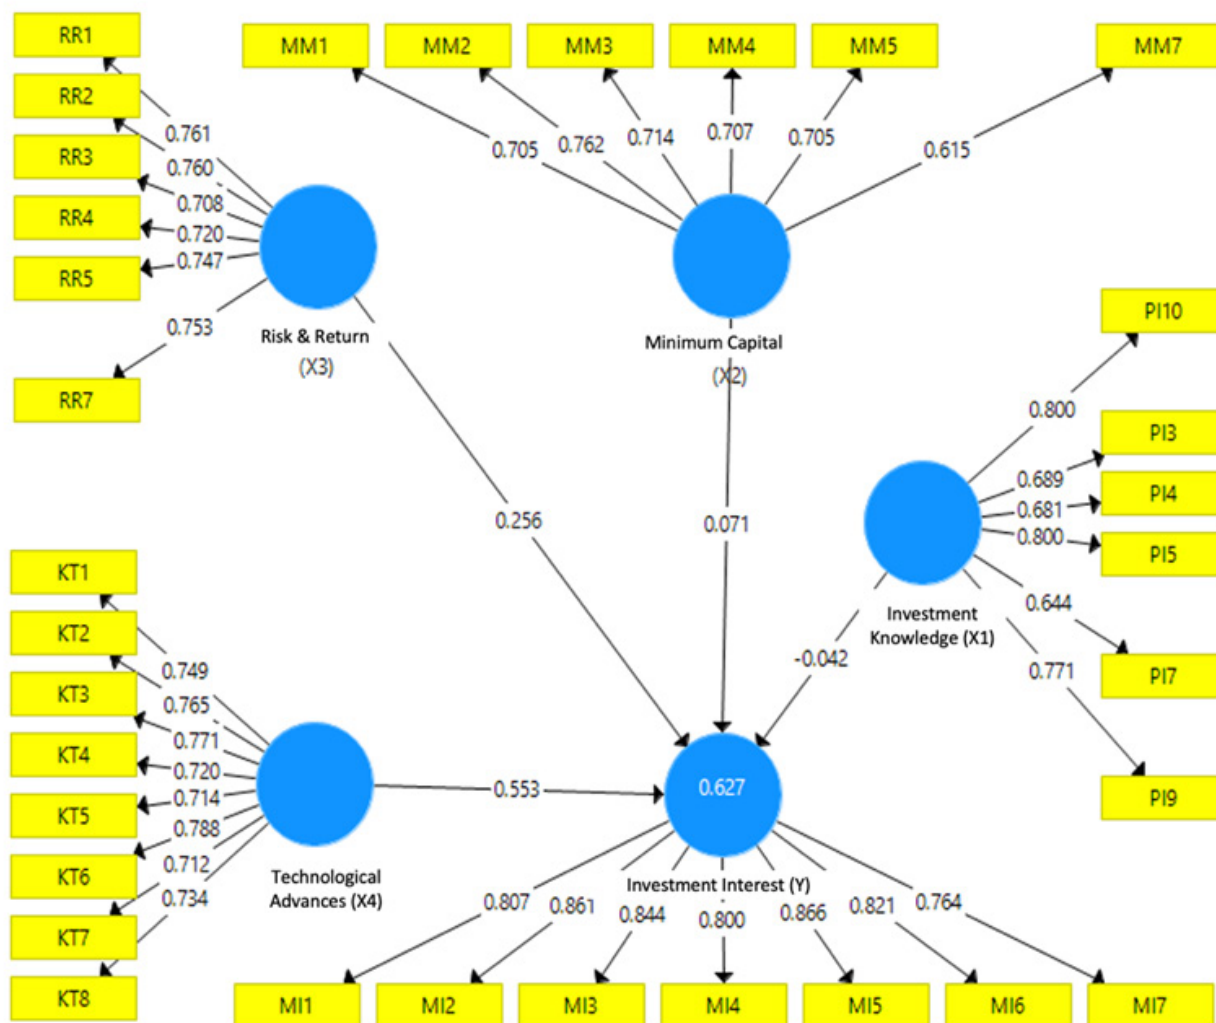 RR1
RR2
RR3
RR4
RR5
RR7
0.761
0.760
0.708
0.720
0.747
0.753
Risk & Return
(X3)
MM1
MM2
MM3
MM4
MM5
MM7
0.705
0.762
0.714
0.707
0.705
0.615
Minimum Capital
(X2)
PI10
PI3
PI4
PI5
PI7
PI9
0.800
0.689
0.681
0.800
0.644
0.771
Investment
Knowledge (X1)
0.256
0.071
-0.042
0.553
KT1
KT2
KT3
KT4
KT5
KT6
KT7
KT8
0.749
0.765
0.771
0.720
0.714
0.788
0.712
0.734
Technological
Advances (X4)
0.627
Investment Interest (Y)
0.807
0.861
0.844
0.800
0.866
0.821
0.764
MI1
MI2
MI3
MI4
MI5
MI6
MI7